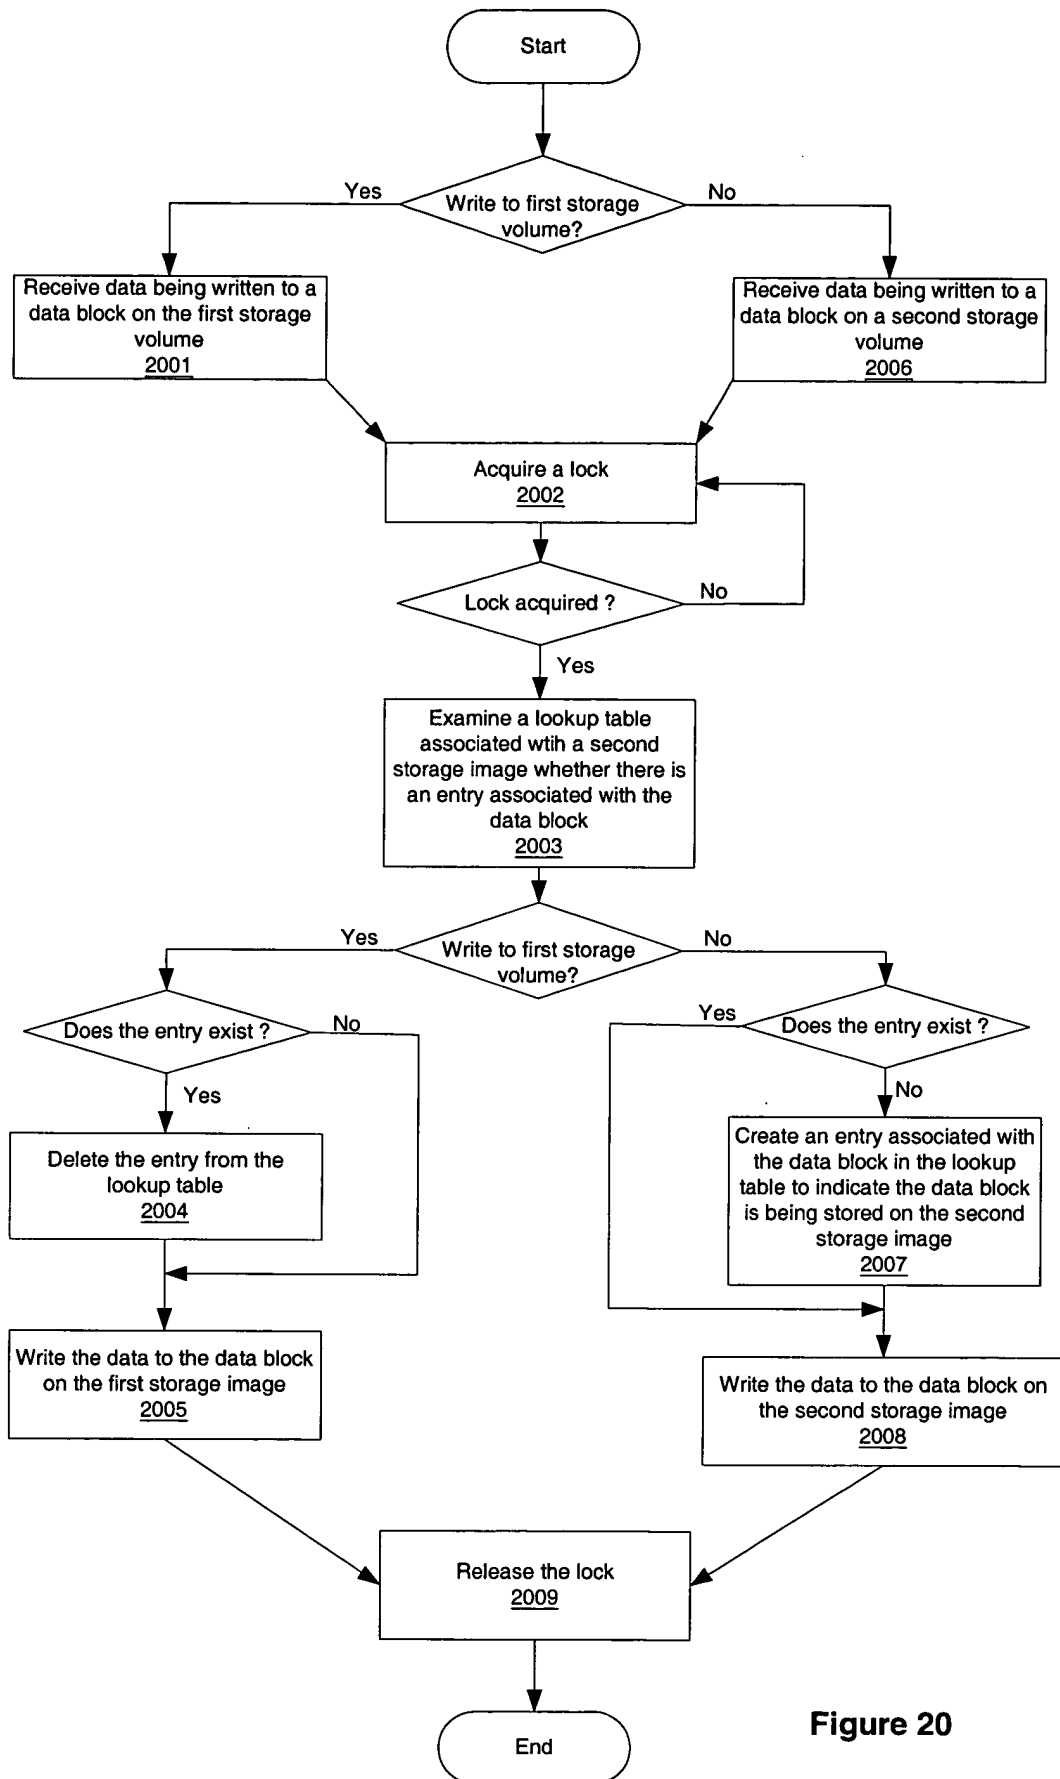 Start
Write to first storage
volume?
Yes
No
Receive data being written to a
data block on the first storage
volume
2001
Receive data being written to a
data block on a second storage
volume
2006
Acquire a lock
2002
Lock acquired ?
No
Yes
Examine a lookup table
associated wtih a second
storage image whether there is
an entry associated with the
data block
2003
Write to first storage
volume?
Yes
No
Does the entry exist ?
No
Yes
Does the entry exist ?
Yes
No
Delete the entry from the
lookup table
2004
Create an entry associated with
the data block in the lookup
table to indicate the data block
is being stored on the second
storage image
2007
Write the data to the data block
on the first storage image
2005
Write the data to the data block on
the second storage image
2008
Release the lock
2009
End
Figure 20